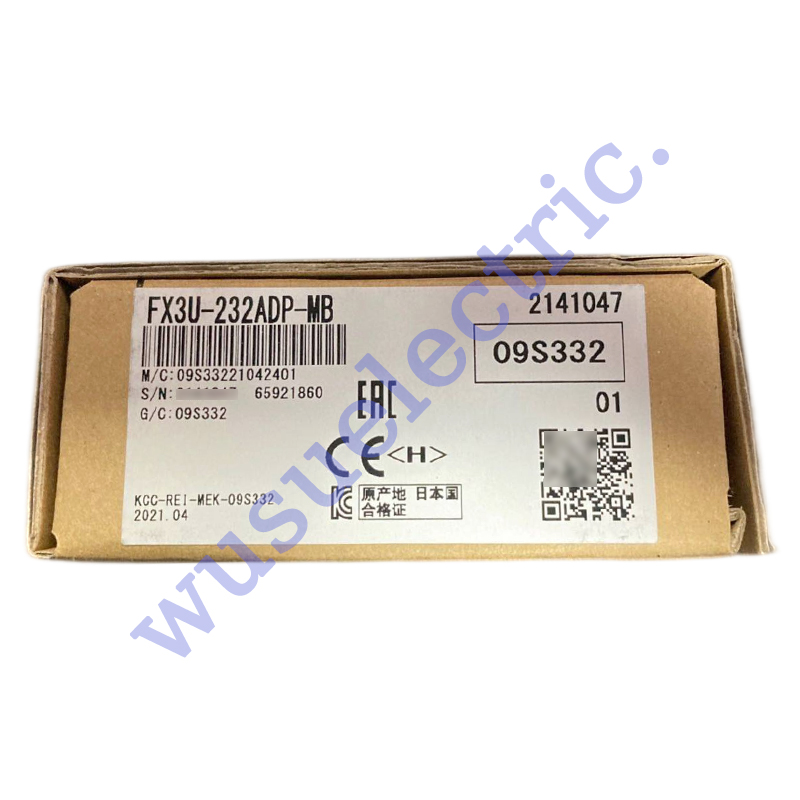 FX3U-232ADP-MB
2141047
09S332
M/C:09S33221042401
S/N: 65921860
G/C:09S332
EAC
01
CE <H>
KCC-REI-MEK-09S332
2021.04
原产地 日本国
合格证
wusuelectric.